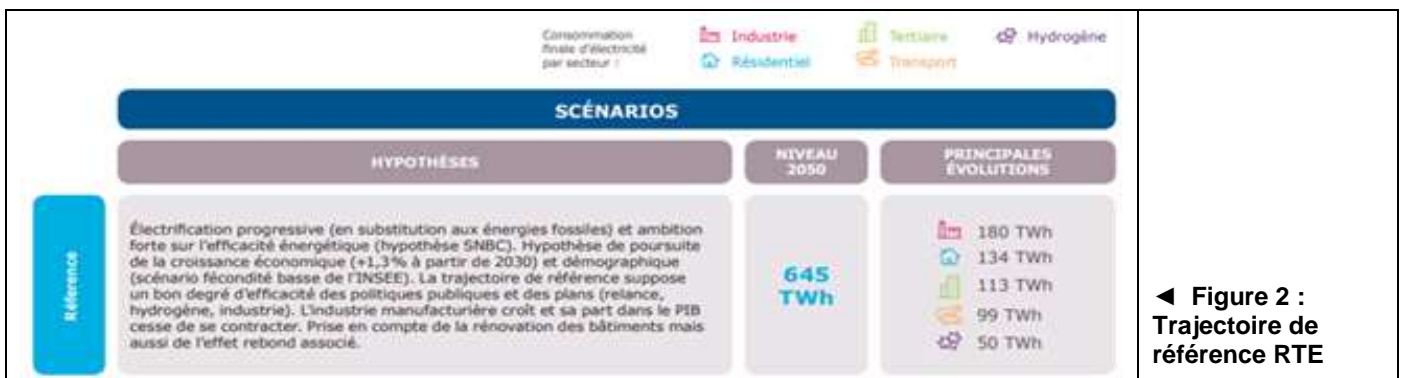 Consommation
finale d'électricité
par secteur :
Industrie
Tertiaire
Hydrogène
Résidentiel
Transport
SCÉNARIOS
HYPOTHÈSES
NIVEAU
2050
PRINCIPALES
ÉVOLUTIONS
Référence
Électrification progressive (en substitution aux énergies fossiles) et ambition
forte sur l'efficacité énergétique (hypothèse SNBC). Hypothèse de poursuite
de la croissance économique (+1,3% à partir de 2030) et démographique
(scénario fécondité basse de l'INSEE). La trajectoire de référence suppose
un bon degré d'efficacité des politiques publiques et des plans (relance,
hydrogène, industrie). L'industrie manufacturière croît et sa part dans le PIB
cesse de se contracter. Prise en compte de la rénovation des bâtiments mais
aussi de l'effet rebond associé.
645
TWh
180 TWh
134 TWh
113 TWh
99 TWh
50 TWh
◄ Figure 2 :
Trajectoire de
référence RTE